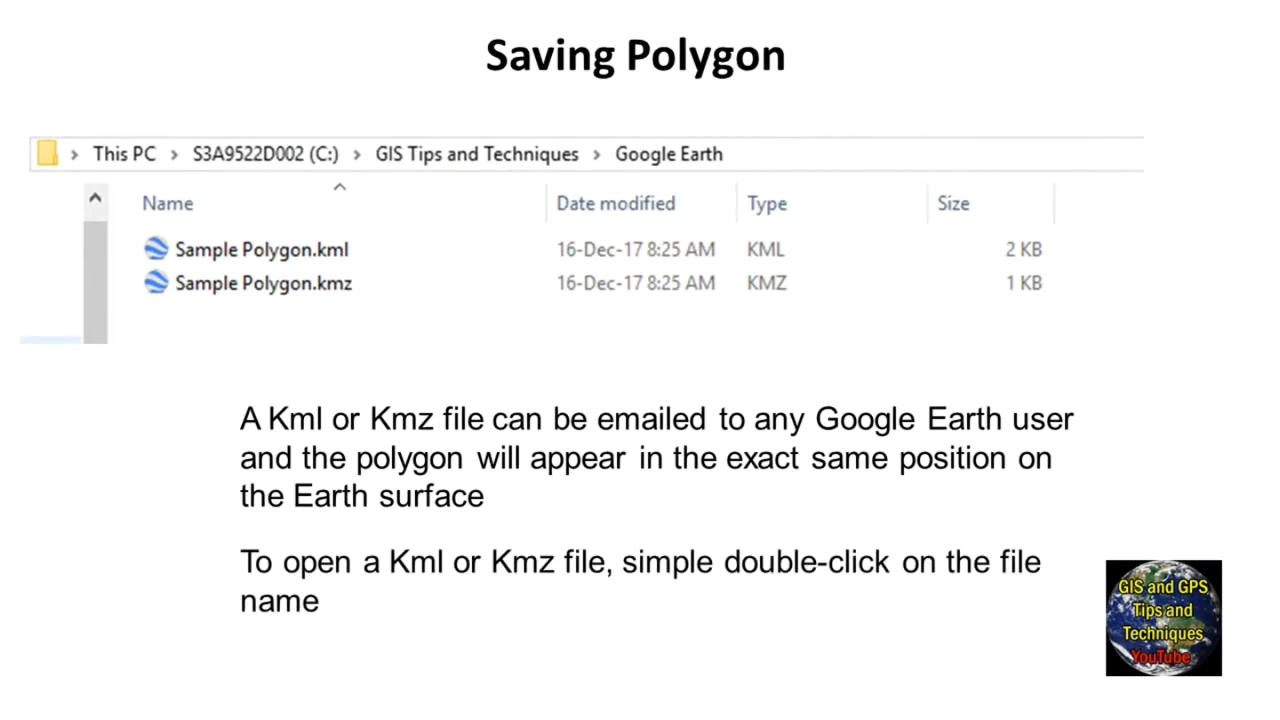 Saving Polygon
This PC > S3A9522D002 (C:) > GIS Tips and Techniques > Google Earth
Name Date modified Type Size
Sample Polygon.kml 16-Dec-17 8:25 AM KML 2 KB
Sample Polygon.kmz 16-Dec-17 8:25 AM KMZ 1 KB
A Kml or Kmz file can be emailed to any Google Earth user
and the polygon will appear in the exact same position on
the Earth surface
To open a Kml or Kmz file, simple double-click on the file
name
GIS and GPS
Tips and
Techniques
YouTube